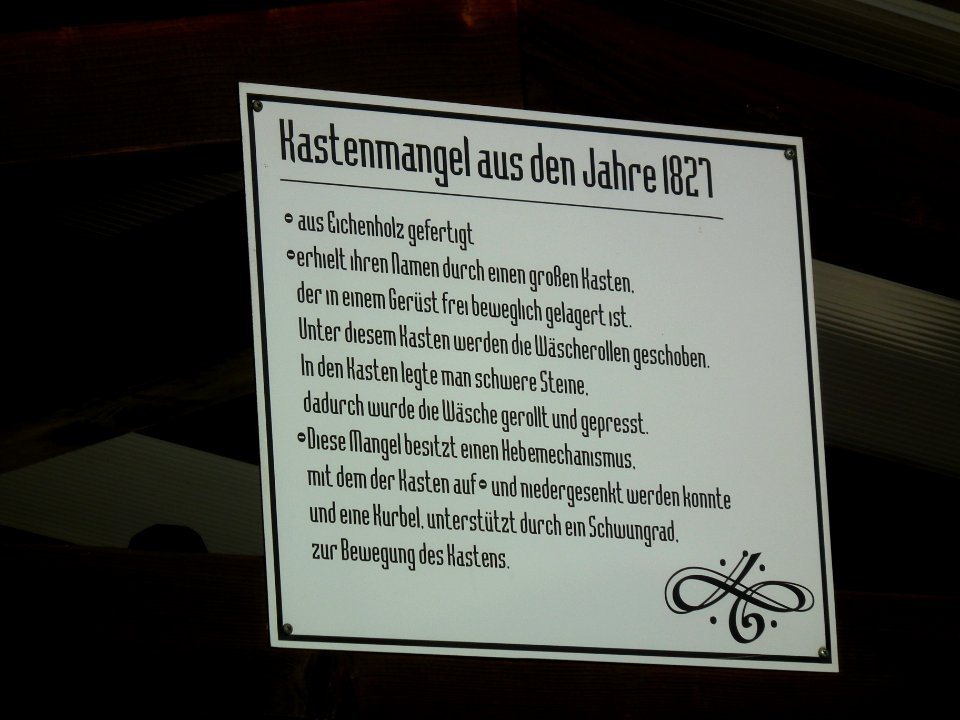 Kastenmangel aus den Jahre 1827
- aus Eichenholz gefertigt
- erhielt ihren Namen durch einen großen Kasten,
der in einem Gerüst frei beweglich gelagert ist.
Unter diesem Kasten werden die Wäscherollen geschoben.
In den Kasten legte man schwere Steine,
dadurch wurde die Wäsche gerollt und gepresst.
- Diese Mangel besitzt einen Hebemechanismus,
mit dem der Kasten auf- und niedergesenkt werden konnte
und eine Kurbel, unterstützt durch ein Schwungrad,
zur Bewegung des Kastens.